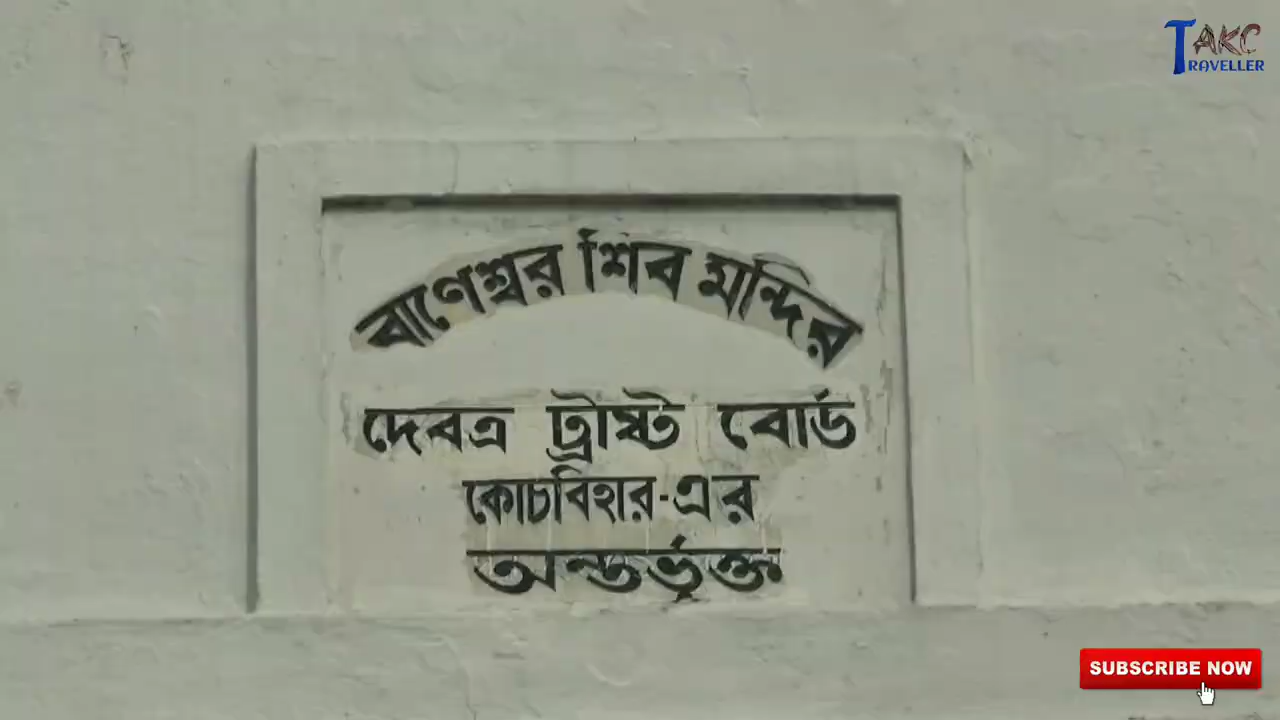 TAKC
TRAVELLER
বাণেশ্বর শিব মন্দির
দেবত্র ট্রাষ্ট বোর্ড
কোচবিহার-এর
অন্তর্ভূক্ত
SUBSCRIBE NOW